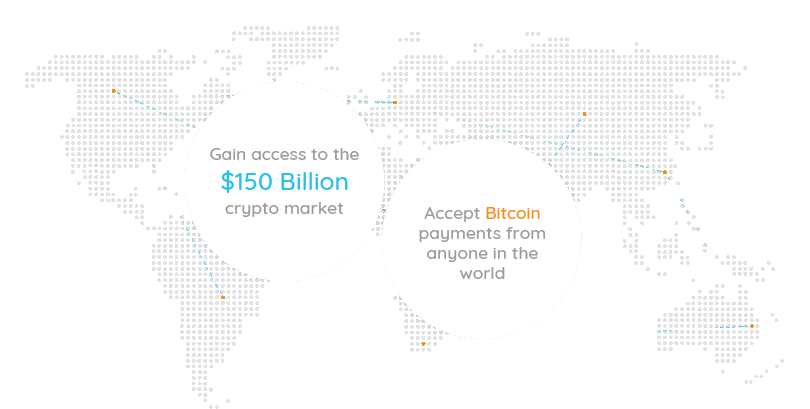 Gain access to the
$150 Billion
crypto market
Accept Bitcoin
payments from
anyone in the
world